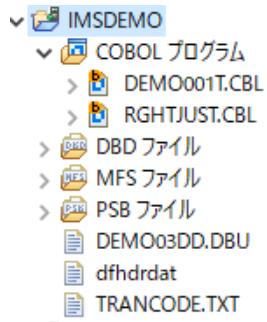 IMSDEMO
COBOL プログラム
DEMO001T.CBL
RGHTJUST.CBL
DBD ファイル
MFS ファイル
PSB ファイル
DEMO03DD.DBU
dfhdrdat
TRANCODE.TXT